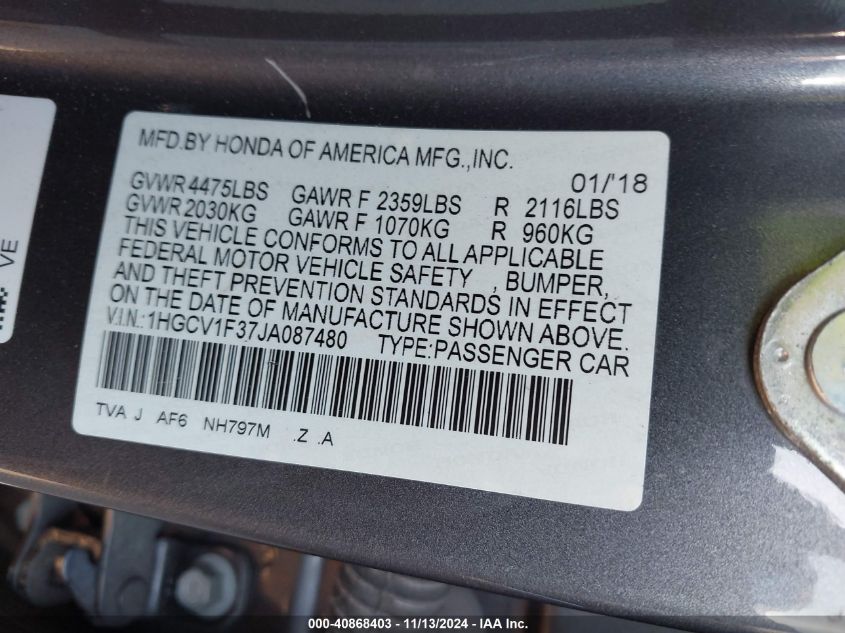 VE
MFD.BY HONDA OF AMERICA MFG.,INC.
01/'18
GVWR 4475LBS GAWR F 2359LBS R 2116LBS
GVWR 2030KG GAWR F 1070KG R 960KG
THIS VEHICLE CONFORMS TO ALL APPLICABLE
FEDERAL MOTOR VEHICLE SAFETY , BUMPER,
AND THEFT PREVENTION STANDARDS IN EFFECT
ON THE DATE OF MANUFACTURE SHOWN ABOVE.
V.I.N.:1HGCV1F37JA087480 TYPE:PASSENGER CAR
TVA J AF6 NH797M .Z .A
000-40868403 - 11/13/2024 - IAA Inc.